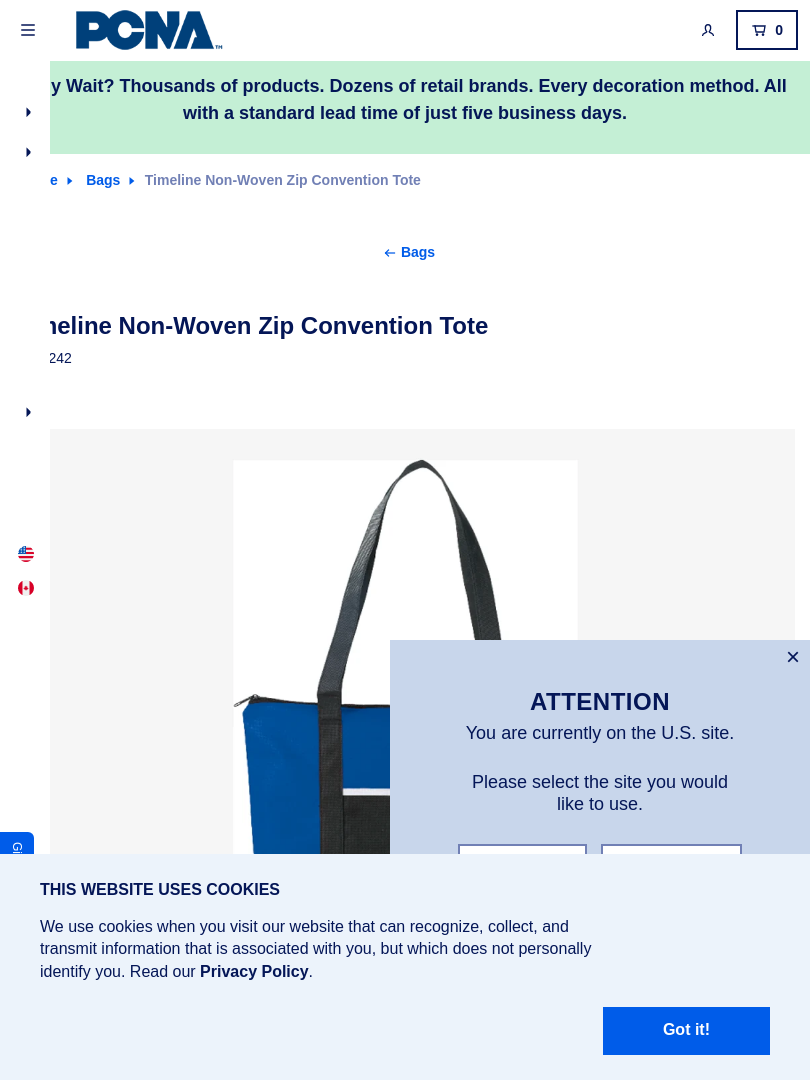 PCNA™
0
y Wait? Thousands of products. Dozens of retail brands. Every decoration method. All
with a standard lead time of just five business days.
e Bags Timeline Non-Woven Zip Convention Tote
← Bags
neline Non-Woven Zip Convention Tote
242
ATTENTION
You are currently on the U.S. site.
Please select the site you would
like to use.
Gi
THIS WEBSITE USES COOKIES
We use cookies when you visit our website that can recognize, collect, and
transmit information that is associated with you, but which does not personally
identify you. Read our Privacy Policy.
Got it!